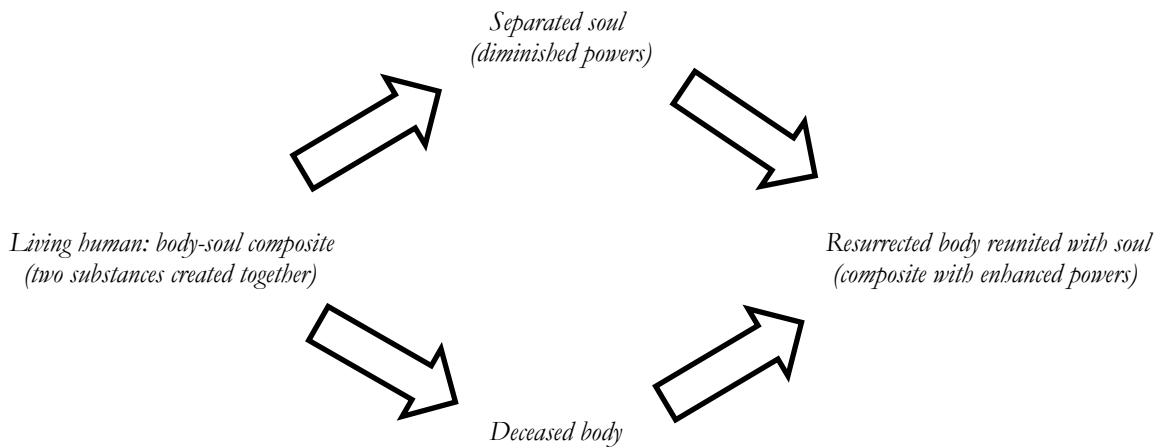 Separated soul
(diminished powers)
Living human: body-soul composite
(two substances created together)
Resurrected body reunited with soul
(composite with enhanced powers)
Deceased body